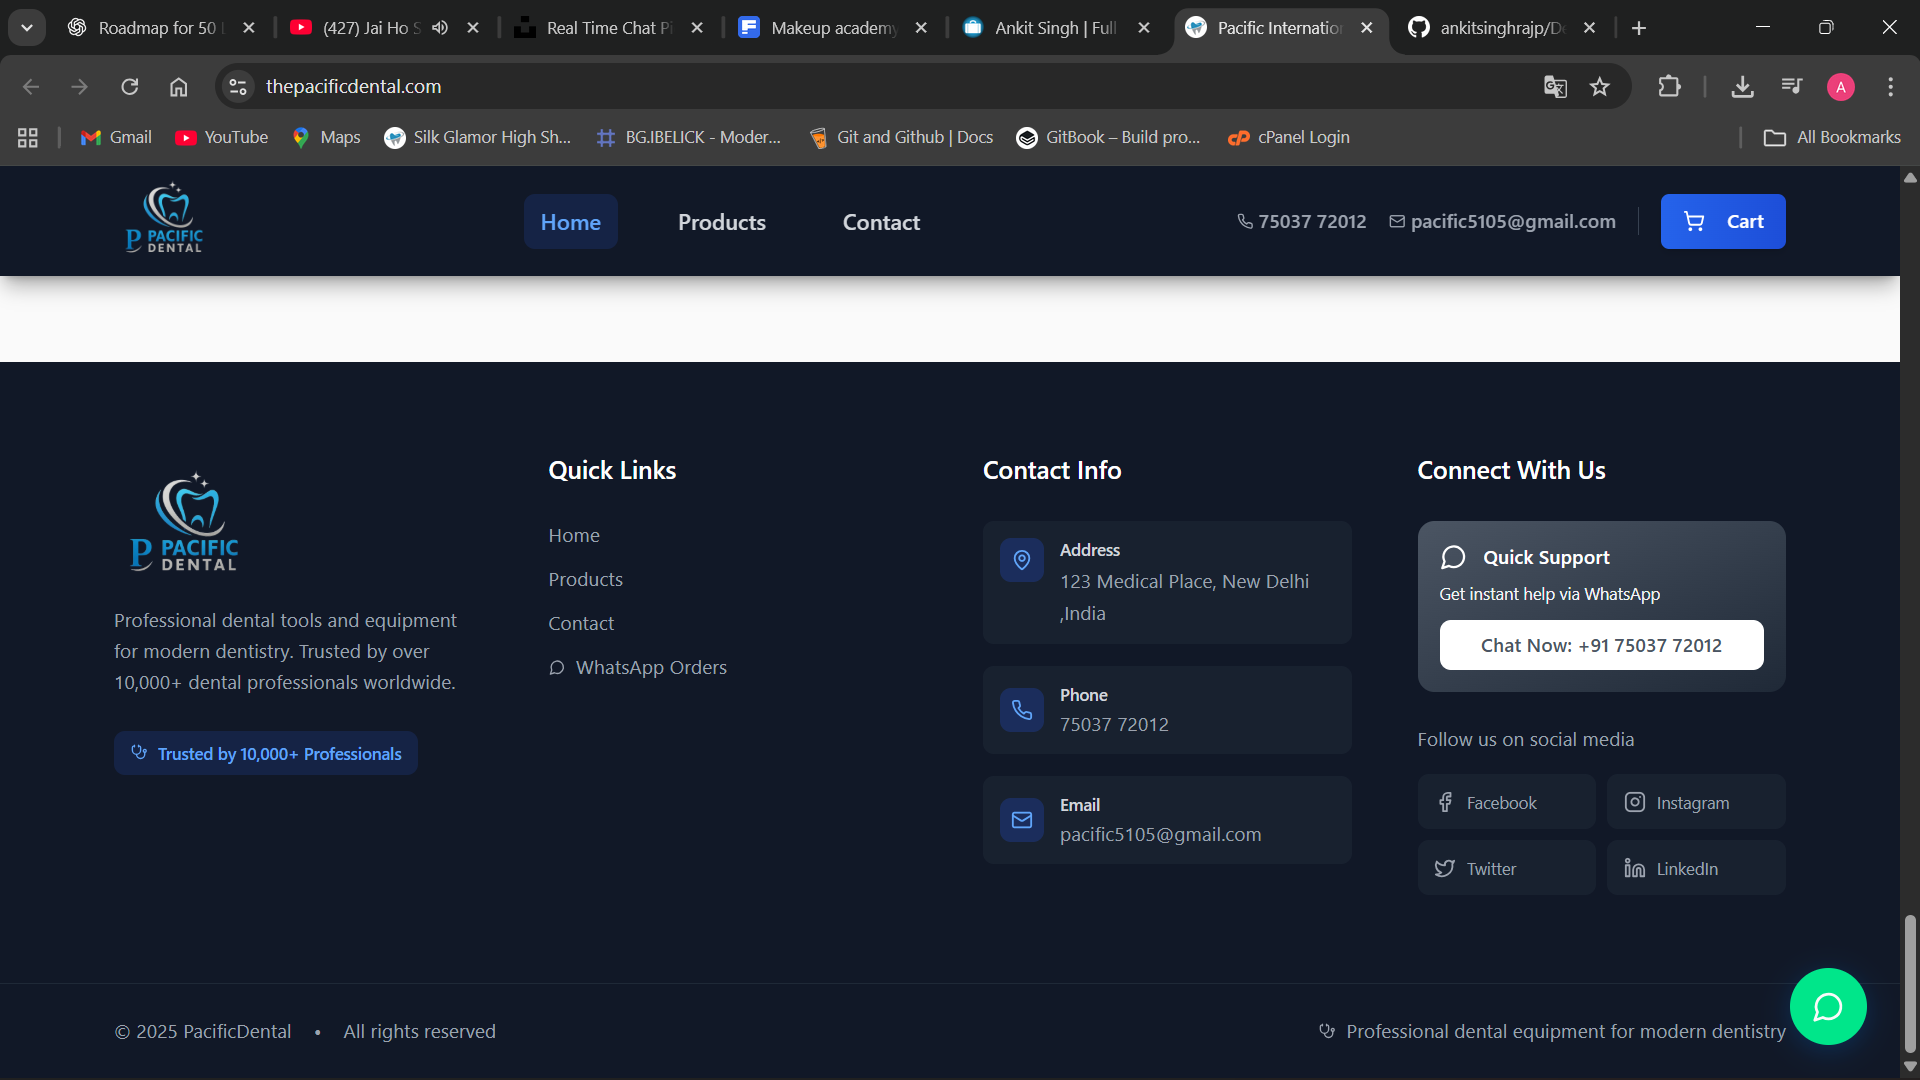 Roadmap for 50
(427) Jai Ho S
Real Time Chat Pi
Makeup academy
Ankit Singh | Full
Pacific Internatio
ankitsinghrajp/De
thepacificdental.com
A
Gmail
YouTube
Maps
Silk Glamor High Sh...
BG.IBELICK - Moder...
Git and Github | Docs
GitBook – Build pro...
cP
cPanel Login
All Bookmarks
P PACIFIC
DENTAL
Home
Products
Contact
75037 72012
pacific5105@gmail.com
Cart
P PACIFIC
DENTAL
Professional dental tools and equipment
for modern dentistry. Trusted by over
10,000+ dental professionals worldwide.
Trusted by 10,000+ Professionals
Quick Links
Home
Products
Contact
WhatsApp Orders
Contact Info
Address
123 Medical Place, New Delhi
,India
Phone
75037 72012
Email
pacific5105@gmail.com
Connect With Us
Quick Support
Get instant help via WhatsApp
Chat Now: +91 75037 72012
Follow us on social media
Facebook
Instagram
Twitter
LinkedIn
© 2025 PacificDental • All rights reserved
Professional dental equipment for modern dentistry